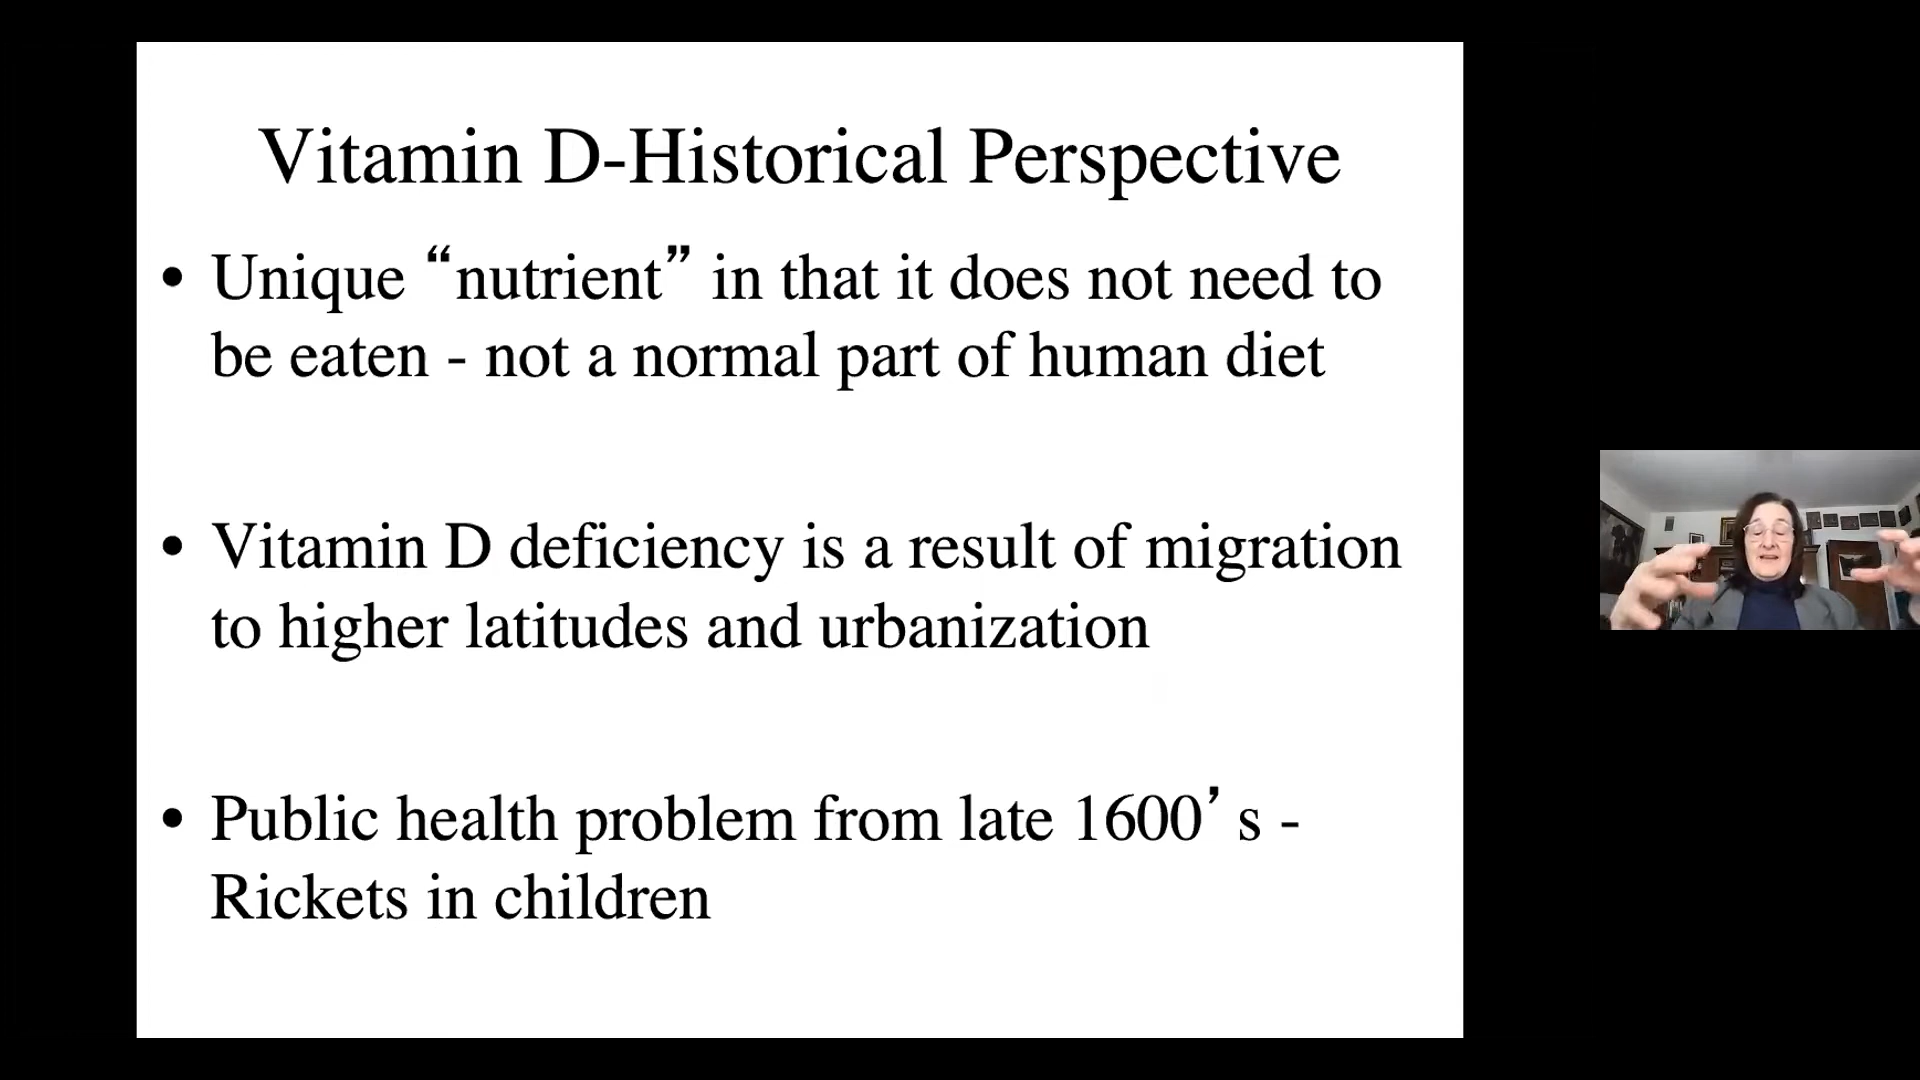 Vitamin D-Historical Perspective
• Unique “nutrient” in that it does not need to
be eaten - not a normal part of human diet
• Vitamin D deficiency is a result of migration
to higher latitudes and urbanization
• Public health problem from late 1600’ s -
Rickets in children